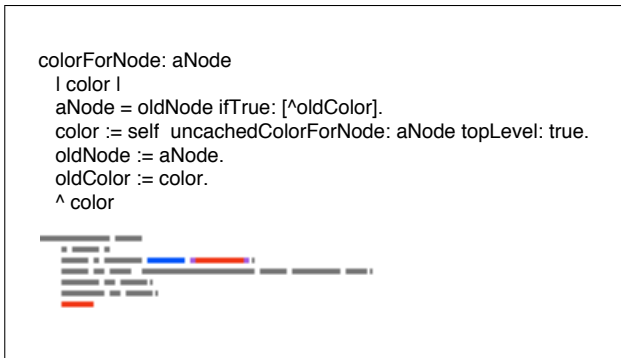 colorForNode: aNode
| color |
aNode = oldNode ifTrue: [^oldColor].
color := self uncachedColorForNode: aNode topLevel: true.
oldNode := aNode.
oldColor := color.
^ color